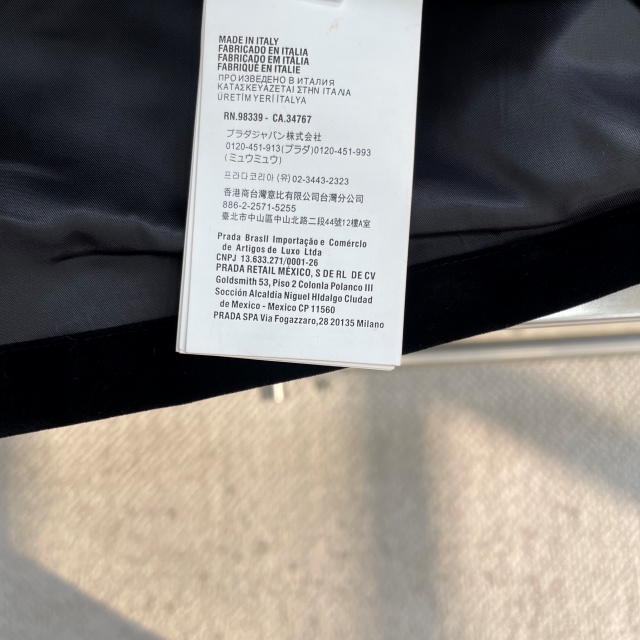 MADE IN ITALY
FABRICADO EN ITALIA
FABRICADO EM ITÁLIA
FABRIQUÉ EN ITALIE
ПРОИЗВЕДЕНО В ИТАЛИЯ
ΚΑΤΑΣΚΕΥΑΖΕΤΑΙ ΣΤΗΝ ΙΤΑΛΙΑ
ÜRETİM YERİ İTALYA
RN.98339 - CA.34767
プラダジャパン株式会社
0120-451-913(プラダ)0120-451-993
(ミュウミュウ)
프라다코리아 (유)02-3443-2323
香港商台灣意比有限公司台灣分公司
886-2-2571-5255
臺北市中山區中山北路二段44號12樓A室
Prada Brasil Importação e Comércio
de Artigos de Luxo Ltda
CNPJ 13.633.271/0001-26
PRADA RETAIL MÉXICO, S DE RL DE CV
Goldsmith 53, Piso 2 Colonla Polanco III
Socción Alcaldia Niguel HIdalgo Ciudad
de Mexico - Mexico CP 11560
PRADA SPA Via Fogazzaro,28 20135 Milano